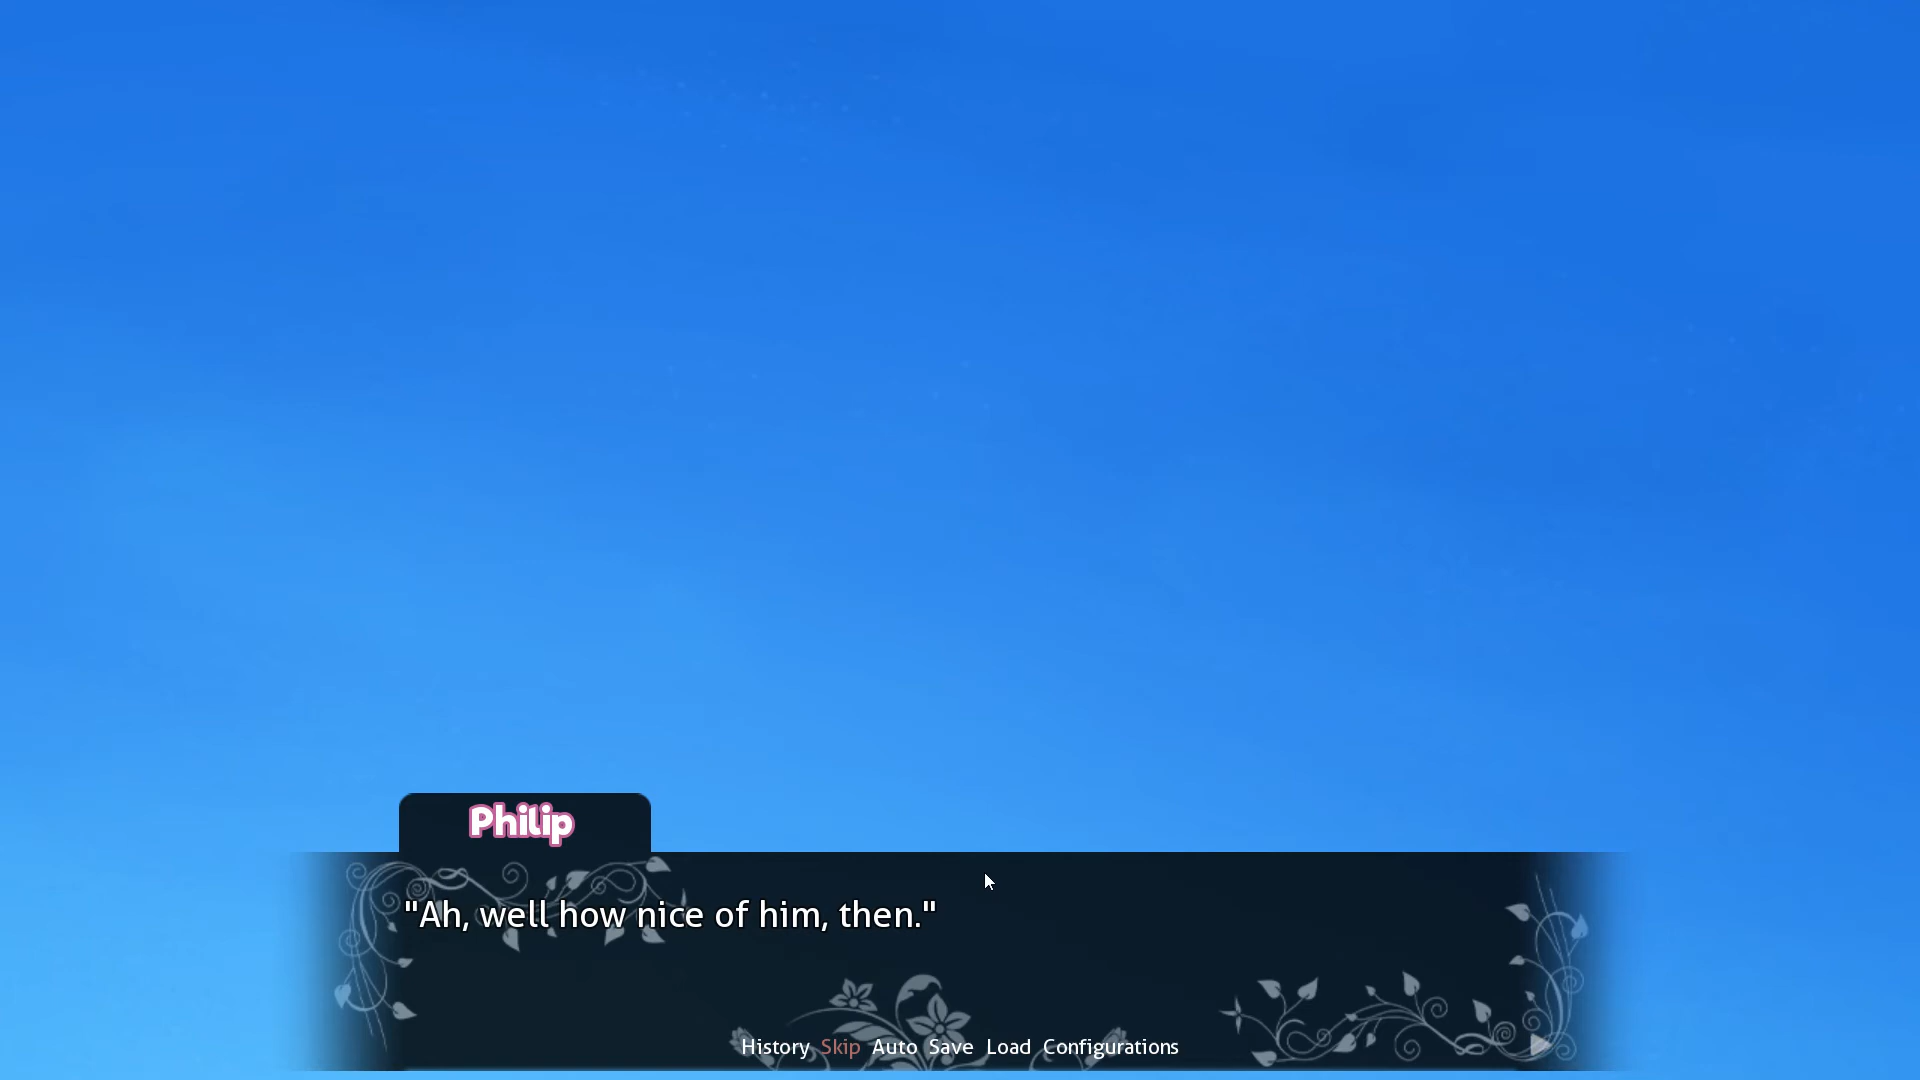 Philip
"Ah, well how nice of him, then."
History Skip Auto Save Load Configurations